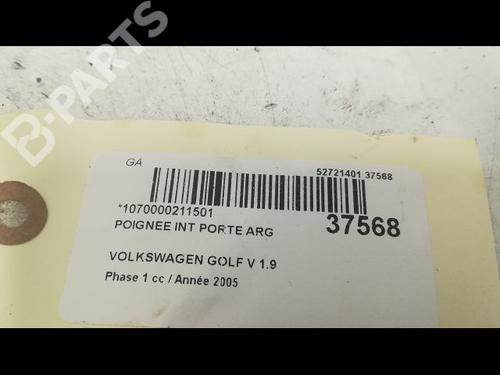 B-PARTS
GA
52721401 37568
*1070000211501
37568
POIGNEE INT PORTE ARG
VOLKSWAGEN GOLF V 1.9
Phase 1 cc / Année 2005